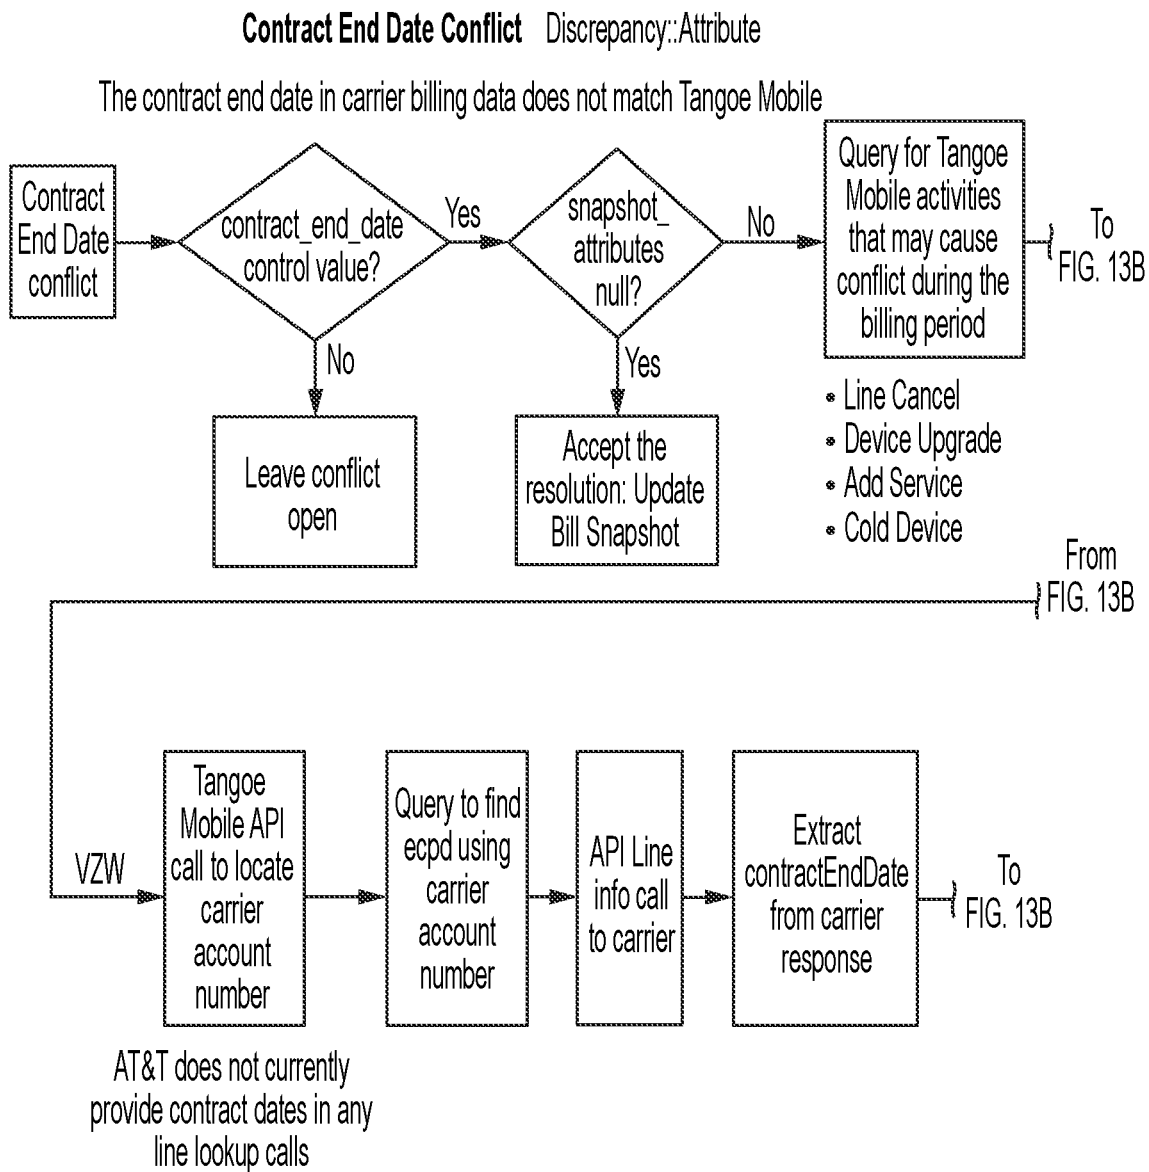 Contract End Date Conflict Discrepancy::Attribute
The contract end date in carrier billing data does not match Tangoe Mobile
Contract
End Date
conflict
contract_end_date
control value?
Yes
No
Leave conflict
open
snapshot_
attributes
null?
No
Yes
Accept the
resolution: Update
Bill Snapshot
Query for Tangoe
Mobile activities
that may cause
conflict during the
billing period
To
FIG. 13B
• Line Cancel
• Device Upgrade
• Add Service
• Cold Device
From
FIG. 13B
VZW
Tangoe
Mobile API
call to locate
carrier
account
number
Query to find
ecpd using
carrier
account
number
API Line
info call
to carrier
Extract
contractEndDate
from carrier
response
To
FIG. 13B
AT&T does not currently
provide contract dates in any
line lookup calls